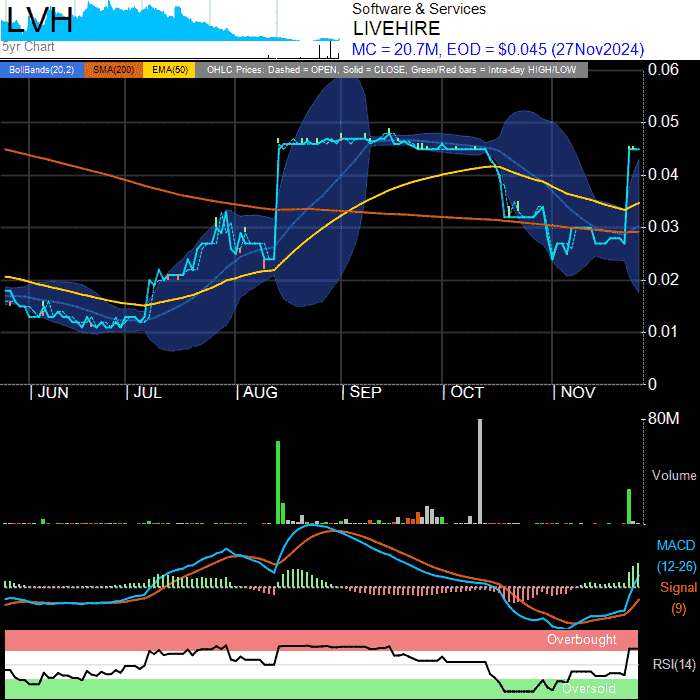 LVH
5yr Chart
Software & Services
LIVEHIRE
MC = 20.7M, EOD = $0.045 (27Nov2024)
BollBands(20,2) SMA(200) EMA(50) OHLC Prices: Dashed = OPEN, Solid = CLOSE, Green/Red bars = Intra-day HIGH/LOW
0.06
0.05
0.04
0.03
0.02
0.01
0
JUN JUL AUG SEP OCT NOV
80M
Volume
MACD
(12-26)
Signal
(9)
Overbought
RSI(14)
Oversold